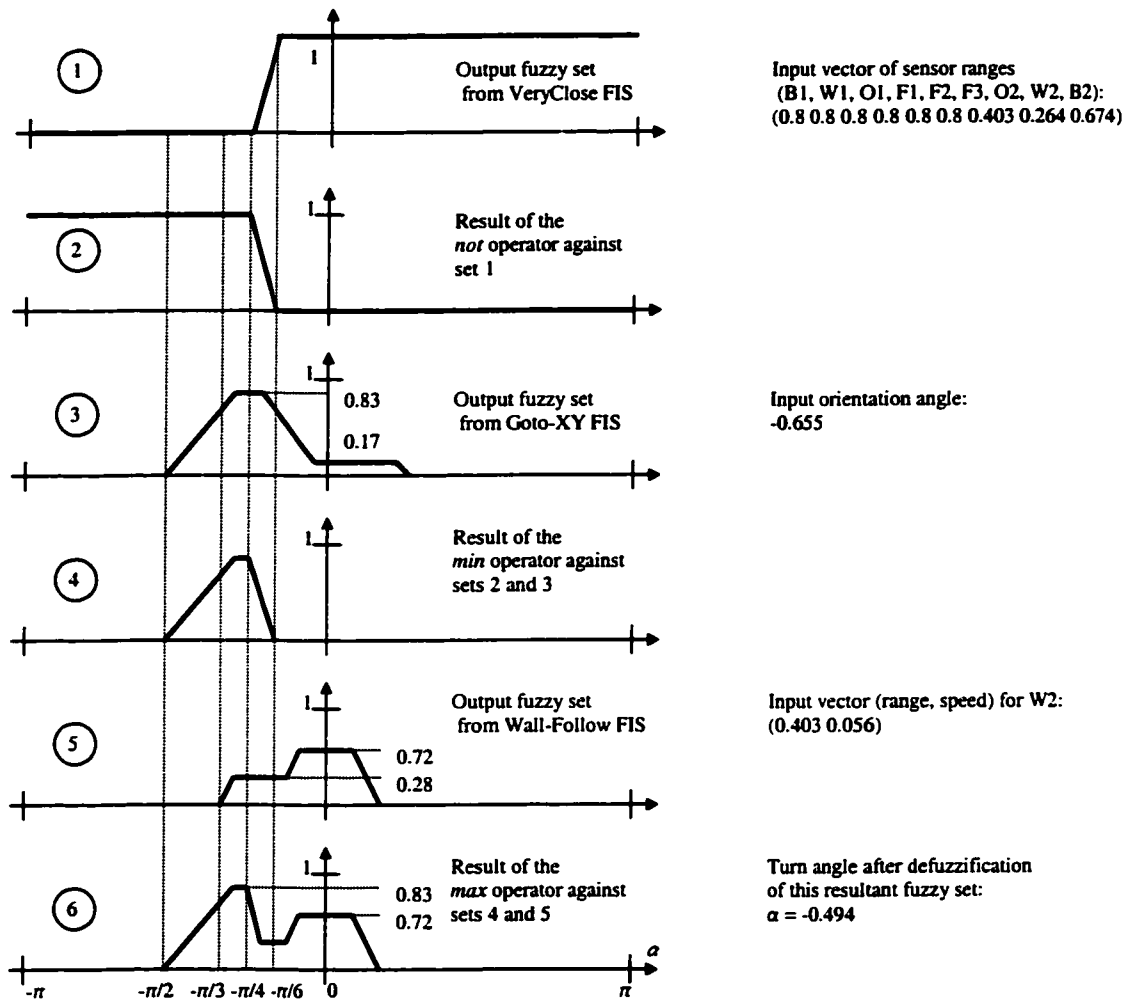 1
1
Output fuzzy set
from VeryClose FIS
Input vector of sensor ranges
(B1, W1, O1, F1, F2, F3, O2, W2, B2):
(0.8 0.8 0.8 0.8 0.8 0.8 0.403 0.264 0.674)
2
1
Result of the
not operator against
set 1
3
1
0.83
0.17
Output fuzzy set
from Goto-XY FIS
Input orientation angle:
-0.655
4
1
Result of the
min operator against
sets 2 and 3
5
1
0.72
0.28
Output fuzzy set
from Wall-Follow FIS
Input vector (range, speed) for W2:
(0.403 0.056)
6
1
0.83
0.72
Result of the
max operator against
sets 4 and 5
Turn angle after defuzzification
of this resultant fuzzy set:
α = -0.494
α
-π -π/2 -π/3 -π/4 -π/6 0 π